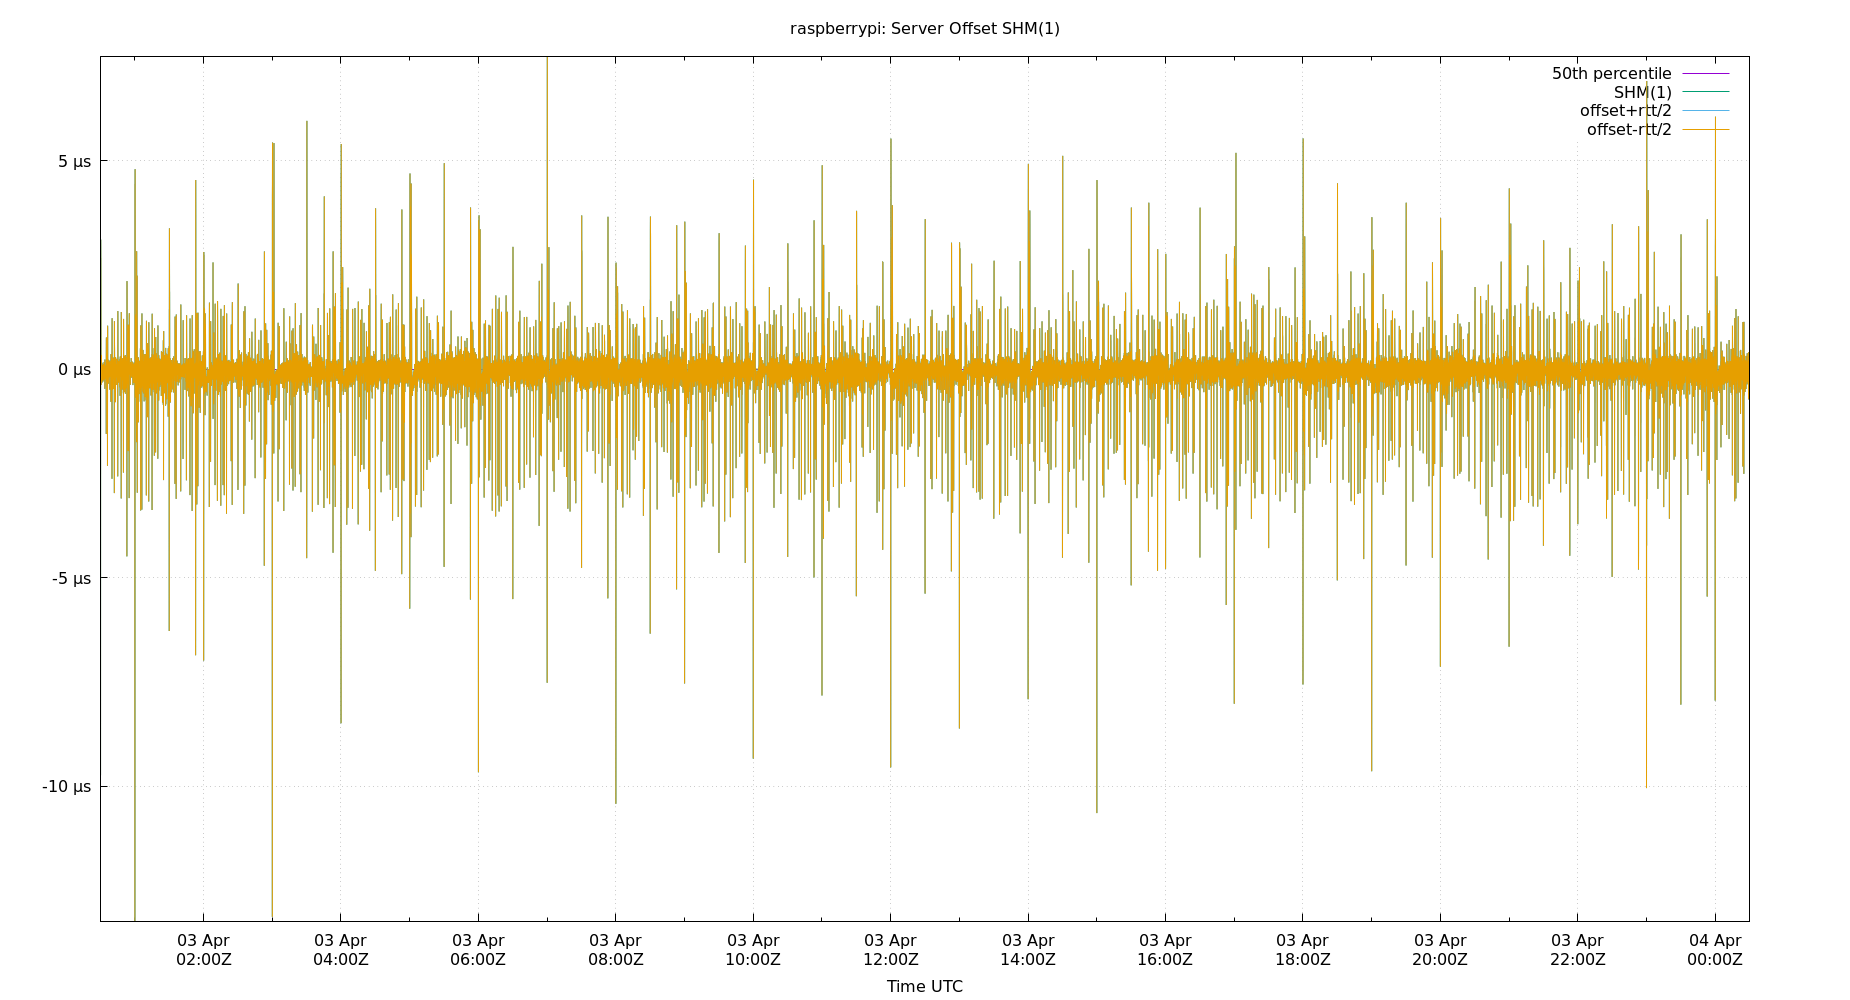 raspberrypi: Server Offset SHM(1)
50th percentile
SHM(1)
offset+rtt/2
offset-rtt/2
5 µs
0 µs
-5 µs
-10 µs
03 Apr 03 Apr 03 Apr 03 Apr 03 Apr 03 Apr 03 Apr 03 Apr 03 Apr 03 Apr 03 Apr 04 Apr
02:00Z 04:00Z 06:00Z 08:00Z 10:00Z 12:00Z 14:00Z 16:00Z 18:00Z 20:00Z 22:00Z 00:00Z
Time UTC